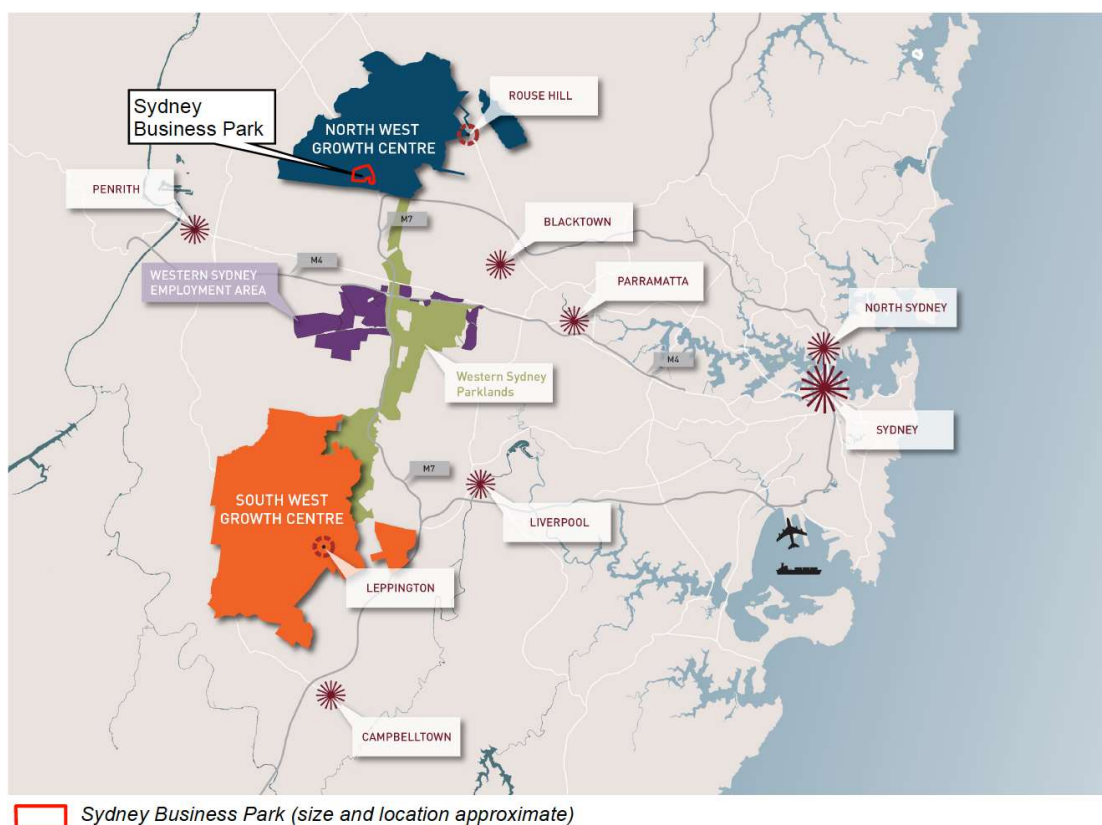 Sydney
Business Park
ROUSE HILL
NORTH WEST
GROWTH CENTRE
PENRITH
M7
BLACKTOWN
M4
WESTERN SYDNEY
EMPLOYMENT AREA
PARRAMATTA
NORTH SYDNEY
M4
Western Sydney
Parklands
SYDNEY
M7
SOUTH WEST
GROWTH CENTRE
LIVERPOOL
LEPPINGTON
CAMPBELLTOWN
Sydney Business Park (size and location approximate)